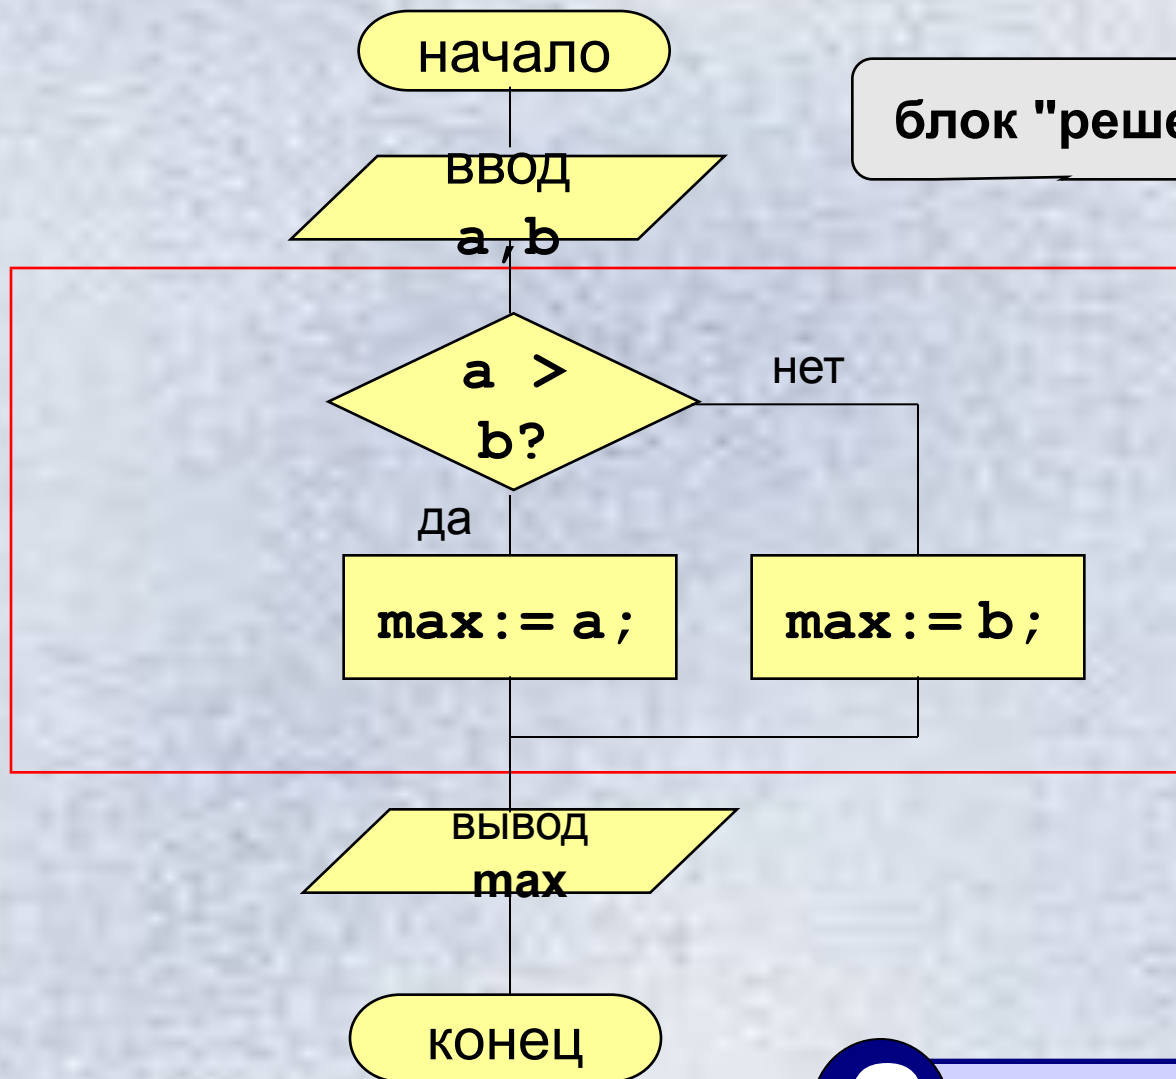 начало
блок "реше
ввод
a,b
a >
b?
нет
да
max:= a;
max:= b;
вывод
max
конец